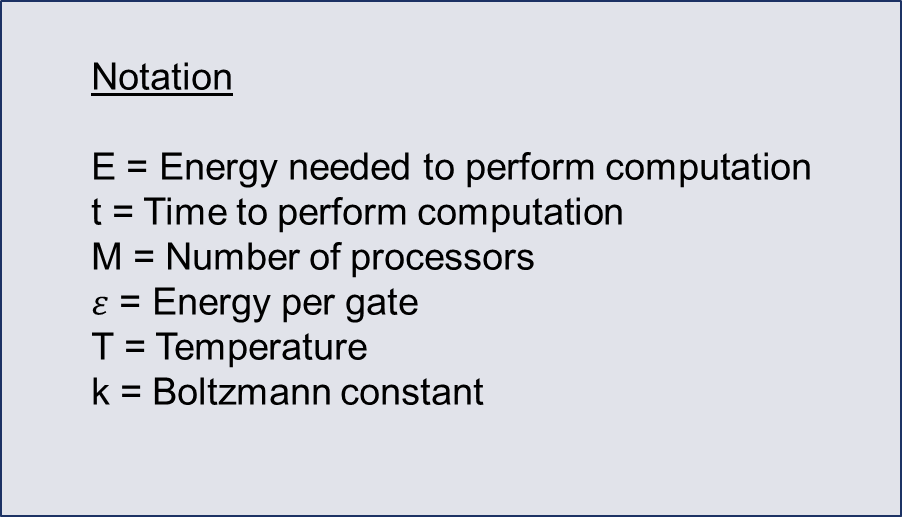 Notation
E = Energy needed to perform computation
t = Time to perform computation
M = Number of processors
𝜀 = Energy per gate
T = Temperature
k = Boltzmann constant